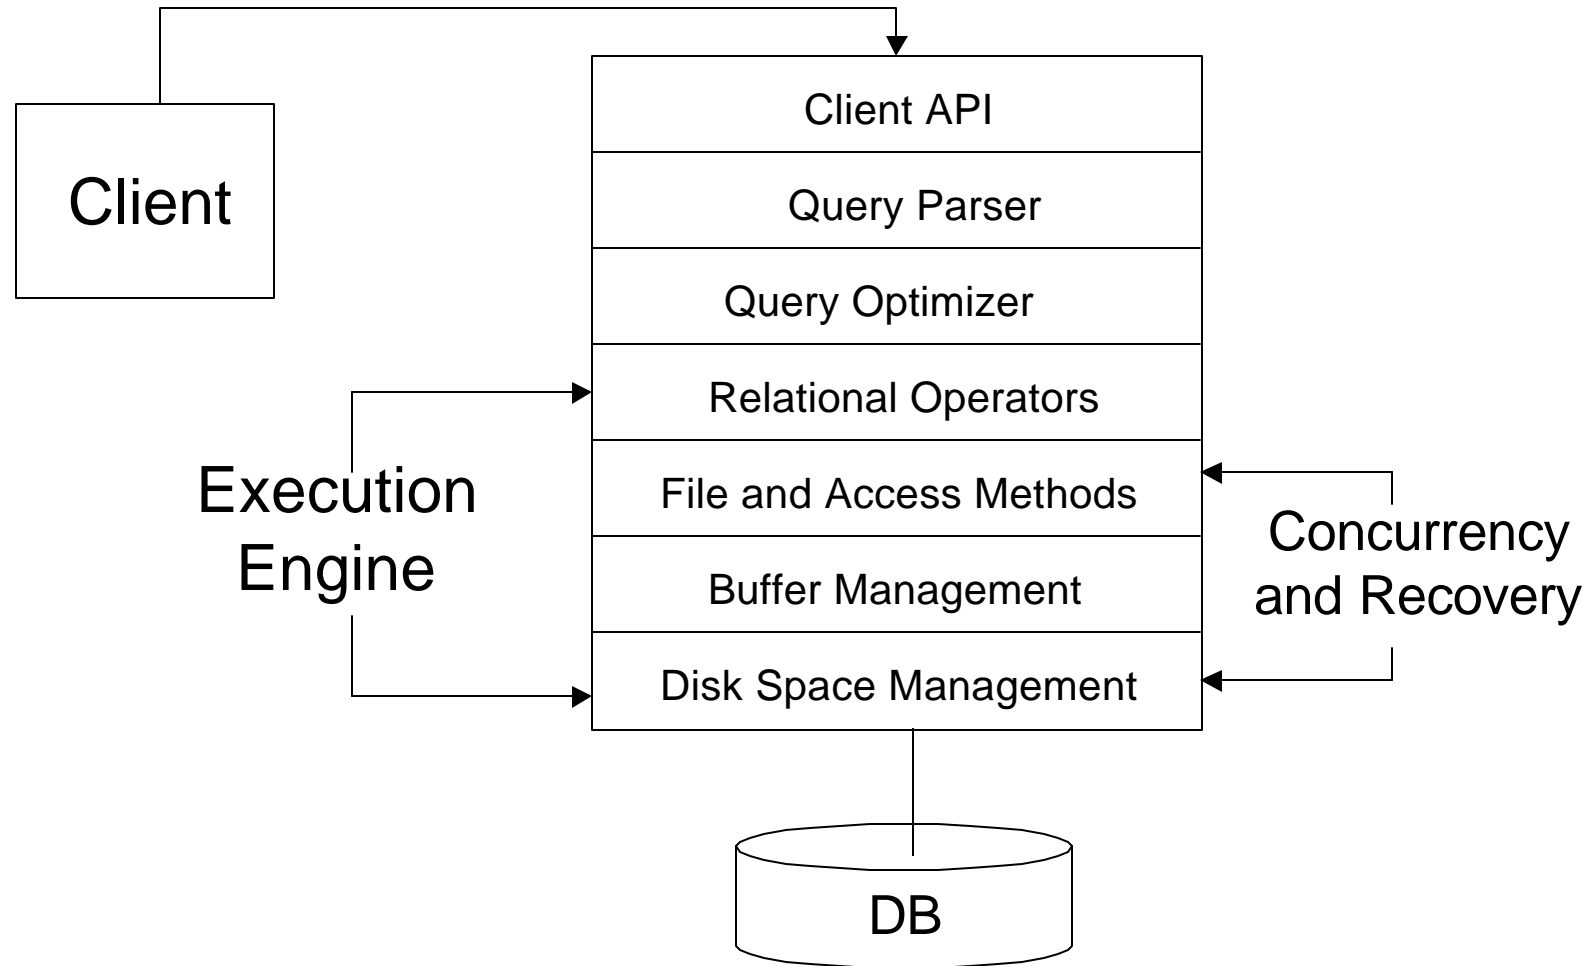 Client
Client API
Query Parser
Query Optimizer
Relational Operators
File and Access Methods
Buffer Management
Disk Space Management
Execution
Engine
Concurrency
and Recovery
DB